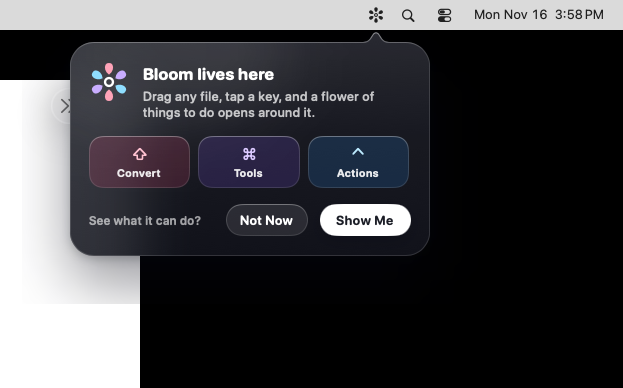 Mon Nov 16 3:58 PM
Bloom lives here
Drag any file, tap a key, and a flower of
things to do opens around it.
⇧
Convert
⌘
Tools
⌃
Actions
See what it can do?
Not Now
Show Me